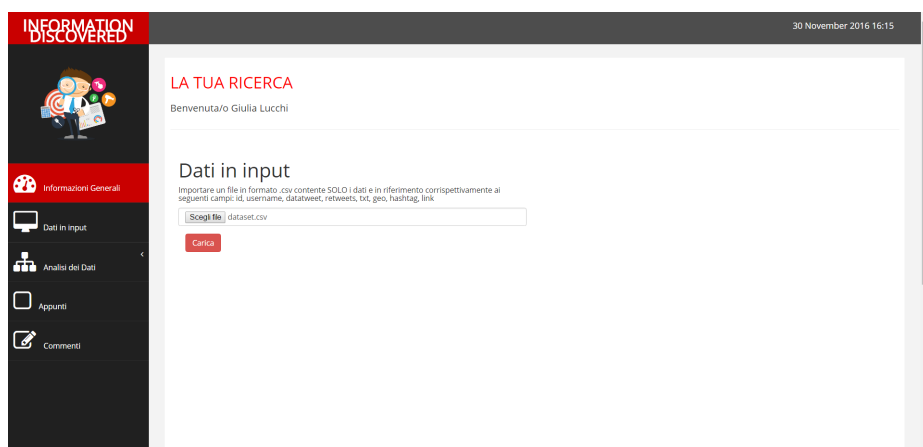 INFORMATION
DISCOVERED
30 November 2016 16:15
LA TUA RICERCA
Benvenuta/o Giulia Lucchi
Informazioni Generali
Dati in input
Analisi dei Dati
Appunti
Commenti
Dati in input
Importare un file in formato .csv contente SOLO i dati e in riferimento corrispettivamente ai
seguenti campi: id, username, datatweet, retweets, txt, geo, hashtag, link
Scegli file dataset.csv
Carica